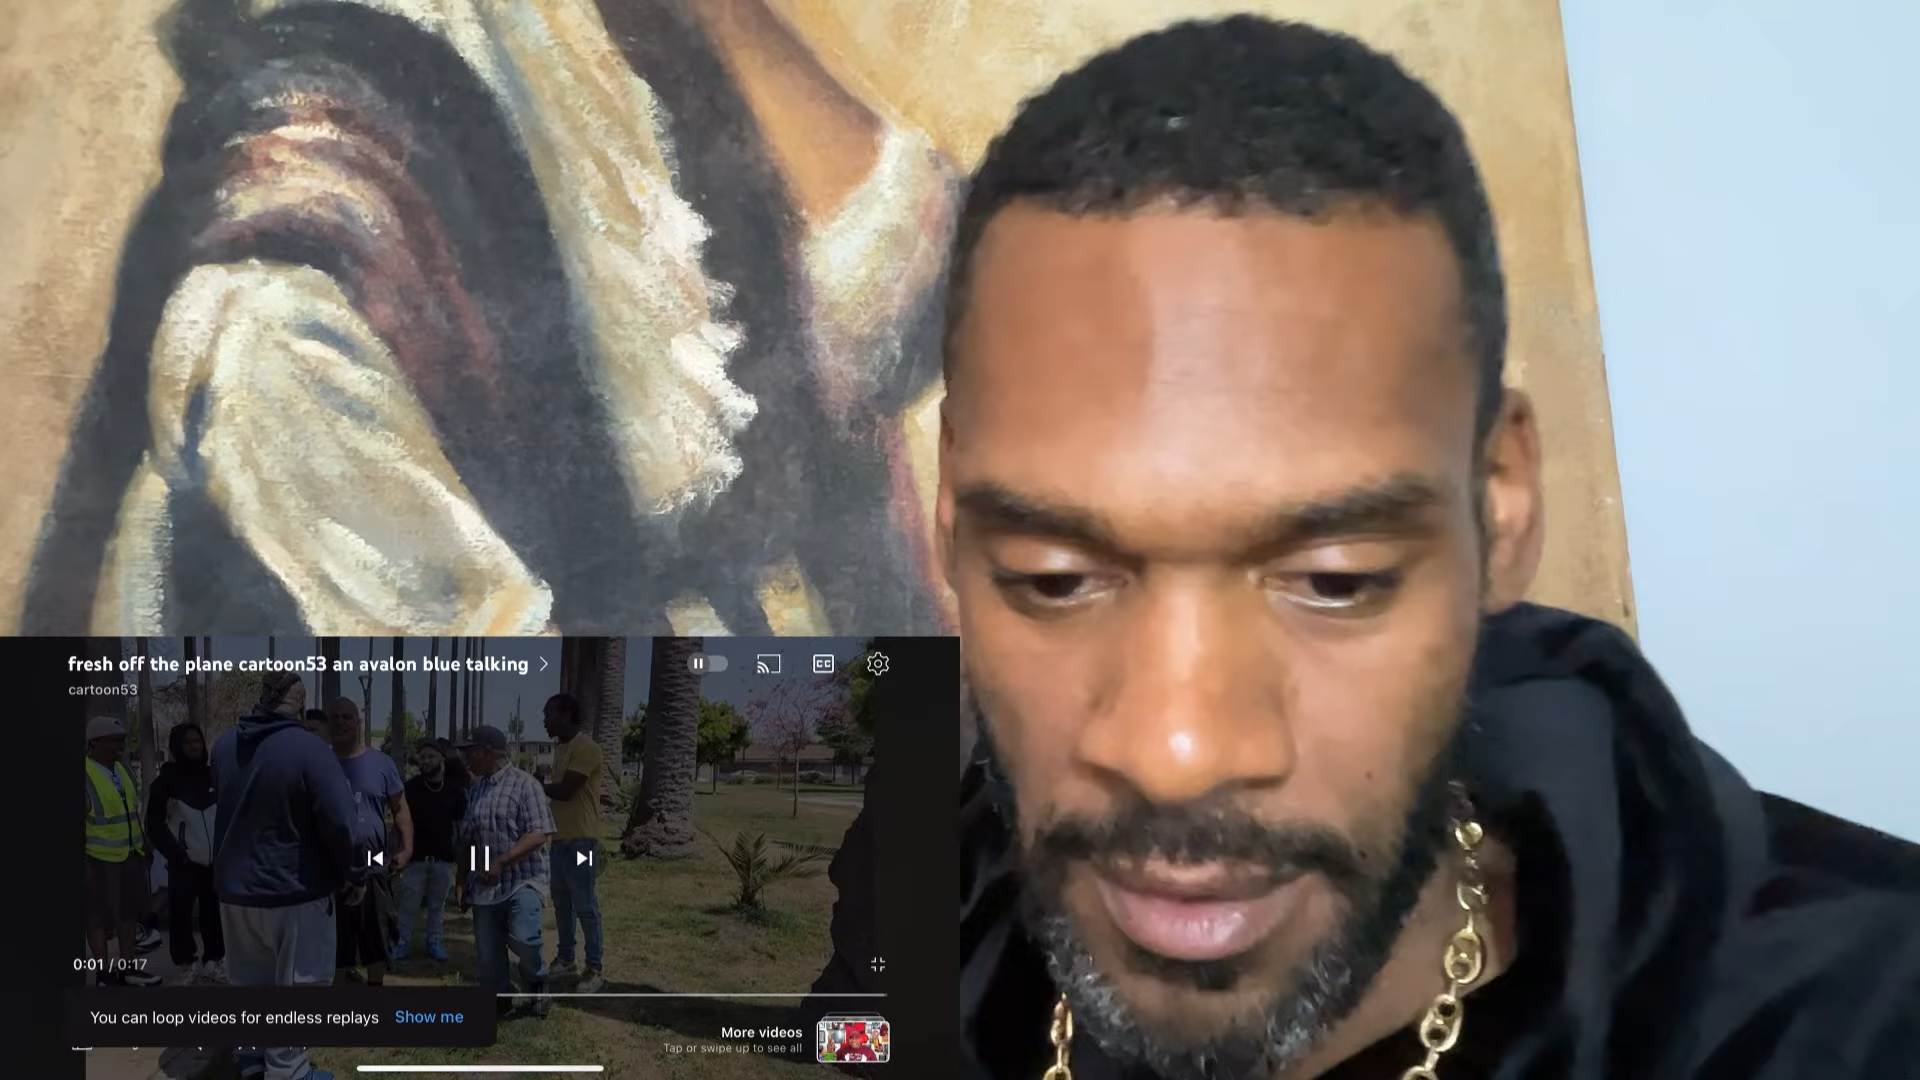 fresh off the plane cartoon53 an avalon blue talking
cartoon53
CC
0:01 / 0:17
You can loop videos for endless replays Show me
More videos
Tap or swipe up to see all